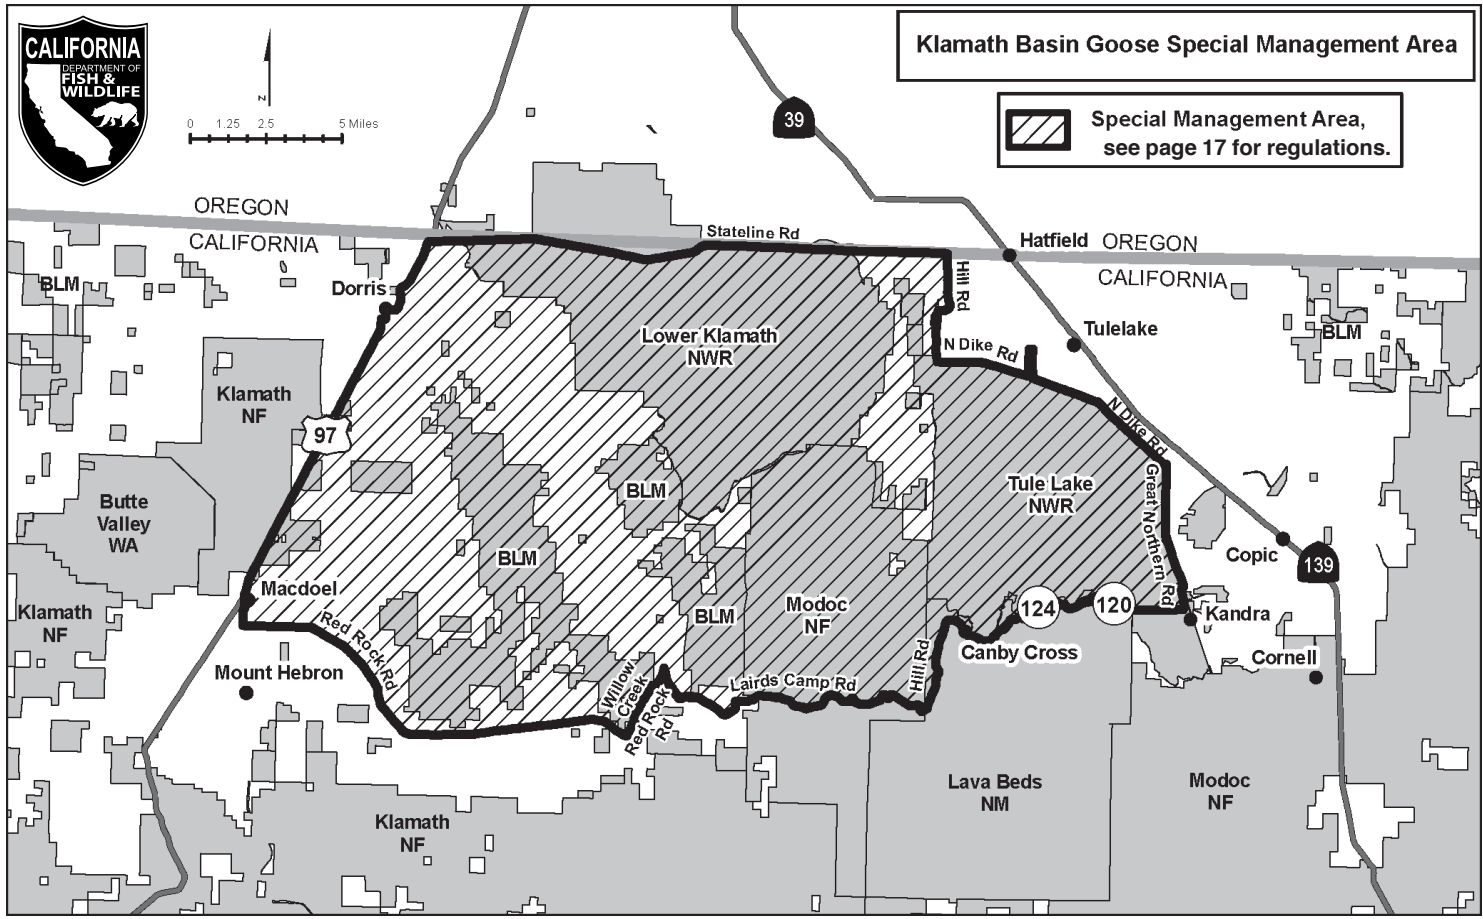 CALIFORNIA
DEPARTMENT OF
FISH &
WILDLIFE
N
0 1.25 2.5 5 Miles
Klamath Basin Goose Special Management Area
Special Management Area,
see page 17 for regulations.
39
OREGON
CALIFORNIA
Stateline Rd
Hatfield
OREGON
CALIFORNIA
BLM
Dorris
Hill Rd
Lower Klamath
NWR
N Dike Rd
Tulelake
BLM
Klamath
NF
97
N Dike Rd
Butte
Valley
WA
BLM
Tule Lake
NWR
Great Northern Rd
BLM
Copic
139
Macdoel
Klamath
NF
Red Rock Rd
BLM
Modoc
NF
124
120
Kandra
Canby Cross
Hill Rd
Cornell
Mount Hebron
Willow
Creek
Red Rock
Rd
Lairds Camp Rd
Lava Beds
NM
Modoc
NF
Klamath
NF